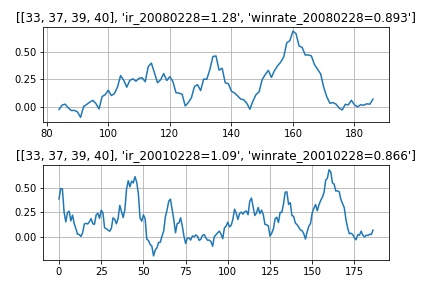 [[33, 37, 39, 40], 'ir_20080228=1.28', 'winrate_20080228=0.893']
0.50
0.25
0.00
80 100 120 140 160 180
[[33, 37, 39, 40], 'ir_20010228=1.09', 'winrate_20010228=0.866']
0.50
0.25
0.00
0 25 50 75 100 125 150 175